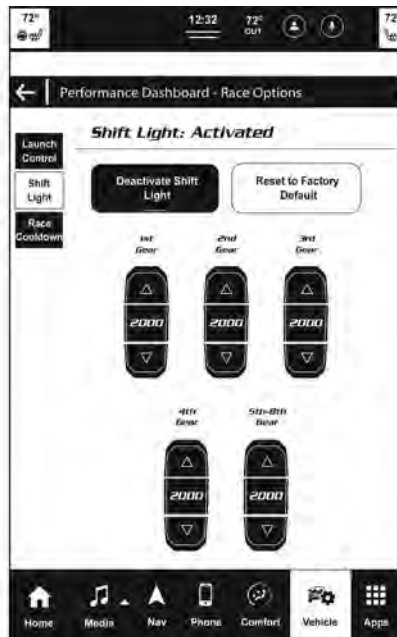 72°
12:32
72°
OUT
72
Performance Dashboard - Race Options
Shift Light: Activated
Launch
Control
Shift
Light
Race
Cooldown
Deactivate Shift
Light
Reset to Factory
Default
1st
Gear
2nd
Gear
3rd
Gear
2000
2000
2000
4th
Gear
5th-8th
Gear
2000
2000
Home
Media
Nav
Phone
Comfort
Vehicle
Apps